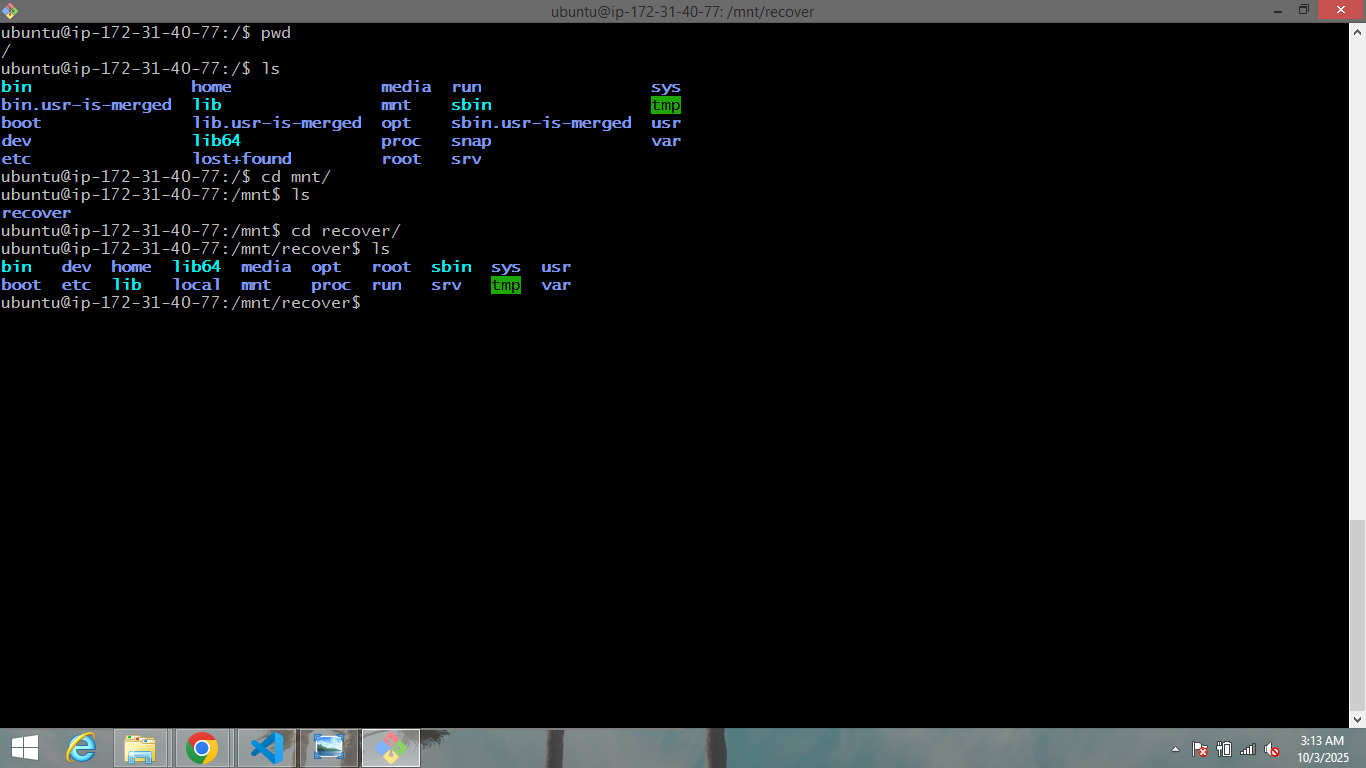 ubuntu@ip-172-31-40-77: /mnt/recover
ubuntu@ip-172-31-40-77:/$ pwd
/
ubuntu@ip-172-31-40-77:/$ ls
bin                home                media  run                 sys
bin.usr-is-merged  lib                 mnt    sbin                tmp
boot               lib.usr-is-merged   opt    sbin.usr-is-merged  usr
dev                lib64               proc   snap                var
etc                lost+found          root   srv
ubuntu@ip-172-31-40-77:/$ cd mnt/
ubuntu@ip-172-31-40-77:/mnt$ ls
recover
ubuntu@ip-172-31-40-77:/mnt$ cd recover/
ubuntu@ip-172-31-40-77:/mnt/recover$ ls
bin   dev  home  lib64  media  opt   root  sbin  sys  usr
boot  etc  lib   local  mnt    proc  run   srv   tmp  var
ubuntu@ip-172-31-40-77:/mnt/recover$
3:13 AM
10/3/2025